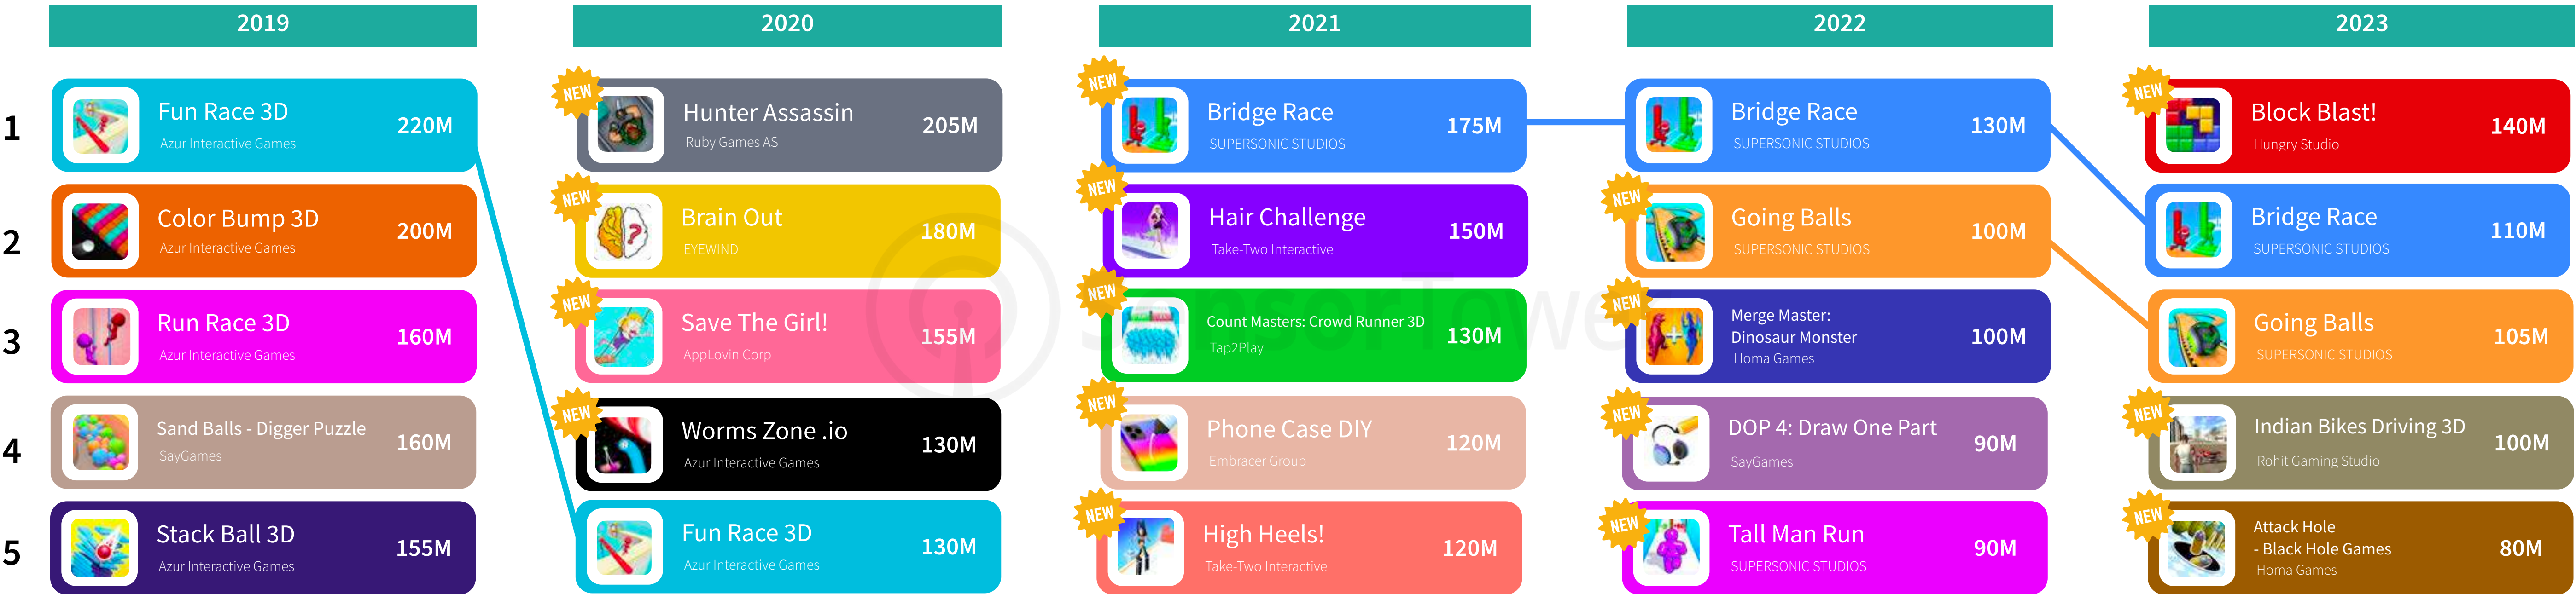 2019
2020
2021
2022
2023
1
Fun Race 3D
Azur Interactive Games
220M
NEW
Hunter Assassin
Ruby Games AS
205M
NEW
Bridge Race
SUPERSONIC STUDIOS
175M
Bridge Race
SUPERSONIC STUDIOS
130M
NEW
Block Blast!
Hungry Studio
140M
2
Color Bump 3D
Azur Interactive Games
200M
NEW
Brain Out
EYEWIND
180M
NEW
Hair Challenge
Take-Two Interactive
150M
NEW
Going Balls
SUPERSONIC STUDIOS
100M
Bridge Race
SUPERSONIC STUDIOS
110M
3
Run Race 3D
Azur Interactive Games
160M
NEW
Save The Girl!
AppLovin Corp
155M
NEW
Count Masters: Crowd Runner 3D
Tap2Play
130M
NEW
Merge Master:
Dinosaur Monster
Homa Games
100M
Going Balls
SUPERSONIC STUDIOS
105M
4
Sand Balls - Digger Puzzle
SayGames
160M
NEW
Worms Zone .io
Azur Interactive Games
130M
NEW
Phone Case DIY
Embracer Group
120M
NEW
DOP 4: Draw One Part
SayGames
90M
NEW
Indian Bikes Driving 3D
Rohit Gaming Studio
100M
5
Stack Ball 3D
Azur Interactive Games
155M
Fun Race 3D
Azur Interactive Games
130M
NEW
High Heels!
Take-Two Interactive
120M
NEW
Tall Man Run
SUPERSONIC STUDIOS
90M
NEW
Attack Hole
- Black Hole Games
Homa Games
80M
SensorTower